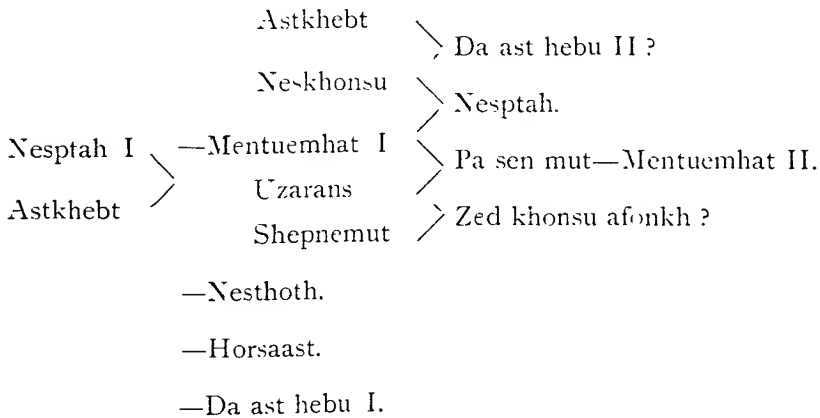 Astkhebt
Da ast hebu II ?
Neskhonsu
Nesptah.
Nesptah I —Mentuemhat I
Pa sen mut—Mentuemhat II.
Astkhebt Uzarans
Zed khonsu afonkh ?
Shepnemut
—Nesthoth.
—Horsaast.
—Da ast hebu I.